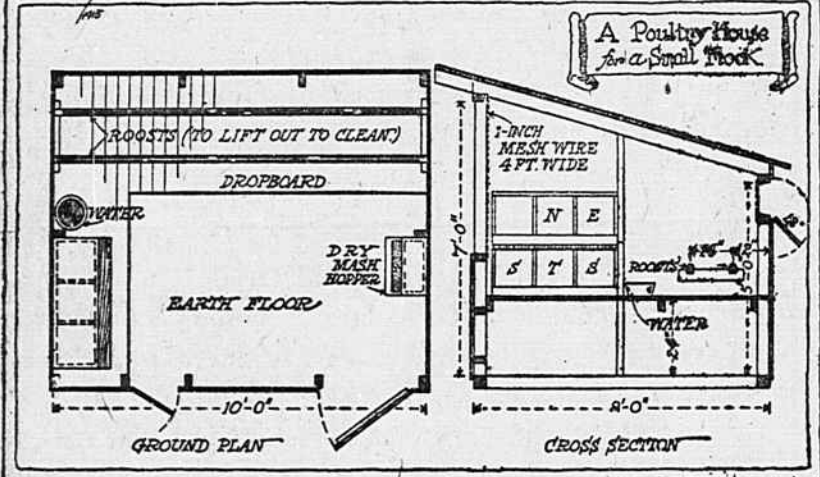 A Poultry House
for a Small Flock
ROOSTS (TO LIFT OUT TO CLEAN)
DROPBOARD
WATER
DRY
MASH
HOPPER
EARTH FLOOR
10'-0"
GROUND PLAN
1-INCH
MESH WIRE
4 FT. WIDE
7'-0"
N E
S T S
ROOSTS
WATER
5'-0"
8'-0"
CROSS SECTION